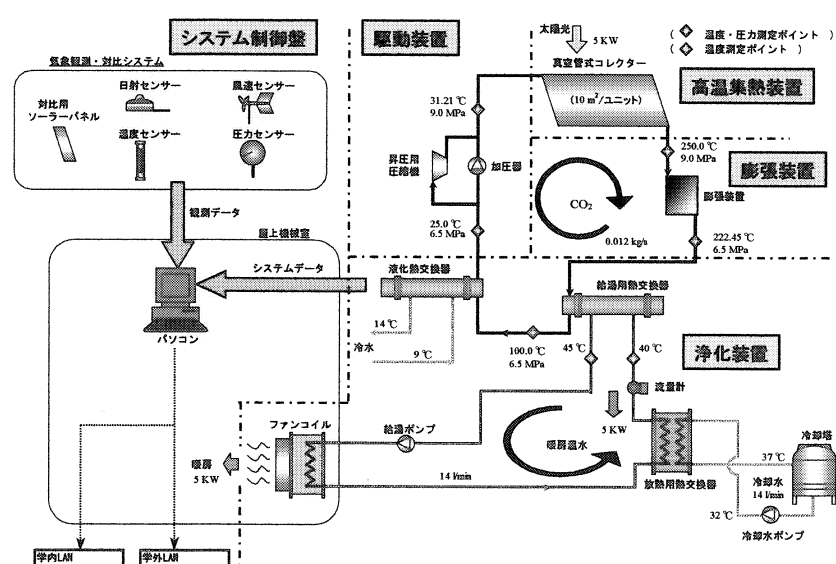 システム制御盤
駆動装置
太陽光
5 KW
( 温度・圧力測定ポイント )
( 温度測定ポイント )
気象観測・対比システム
日射センサー
風速センサー
対比用
ソーラーパネル
温度センサー
圧力センサー
真空管式コレクター
(10 m²/ユニット)
高温集熱装置
31.21 ℃
9.0 MPa
昇圧用
圧縮機
加圧器
250.0 ℃
9.0 MPa
膨張装置
膨張装置
CO₂
0.012 kg/s
25.0 ℃
6.5 MPa
222.45 ℃
6.5 MPa
観測データ
屋上機械室
システムデータ
液化熱交換器
給湯用熱交換器
パソコン
14 ℃
冷水
9 ℃
100.0 ℃
6.5 MPa
45 ℃
40 ℃
浄化装置
流量計
ファンコイル
給湯ポンプ
暖房温水
5 KW
暖房
5 KW
14 l/min
放熱用熱交換器
冷却塔
37 ℃
冷却水
14 l/min
32 ℃
冷却水ポンプ
学内LAN
学外LAN